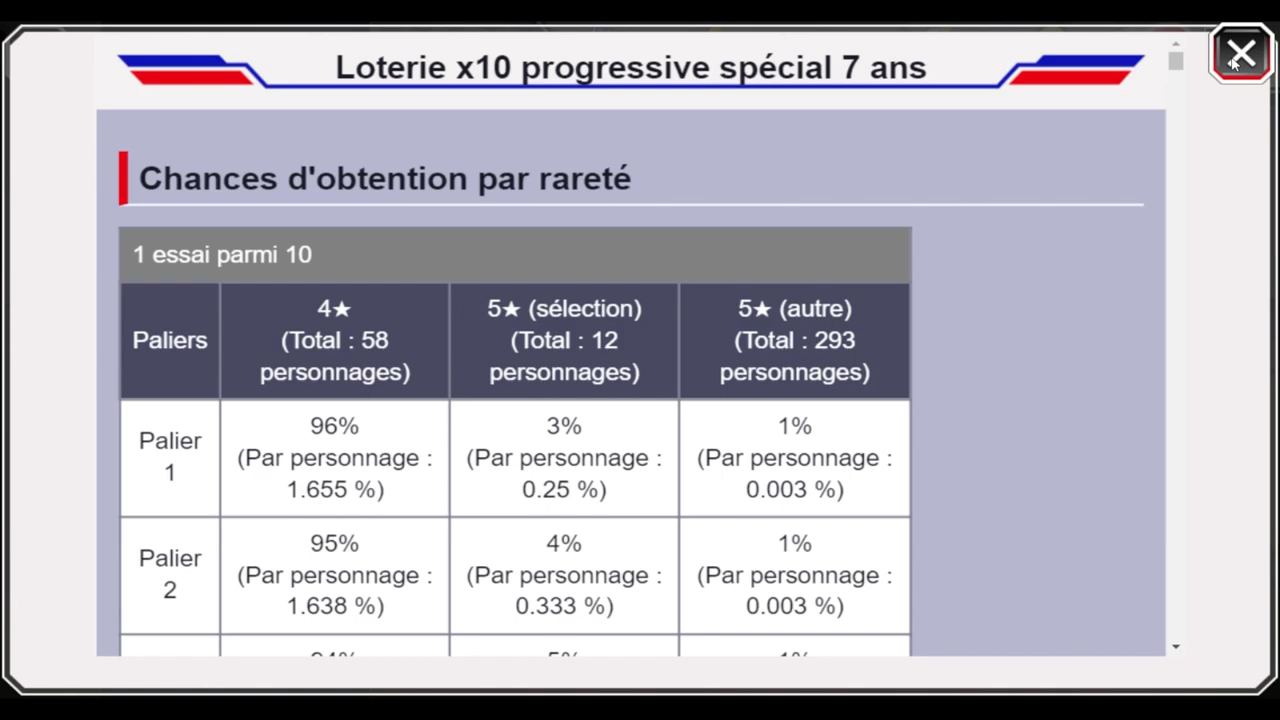 Loterie x10 progressive spécial 7 ans
Chances d'obtention par rareté
1 essai parmi 10
Paliers
4★
(Total : 58
personnages)
5★ (sélection)
(Total : 12
personnages)
5★ (autre)
(Total : 293
personnages)
Palier
1
96%
(Par personnage :
1.655 %)
3%
(Par personnage :
0.25 %)
1%
(Par personnage :
0.003 %)
Palier
2
95%
(Par personnage :
1.638 %)
4%
(Par personnage :
0.333 %)
1%
(Par personnage :
0.003 %)